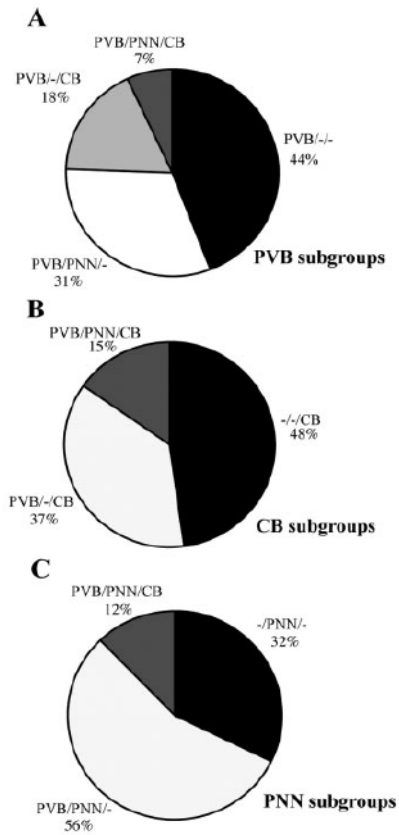 A
PVB/PNN/CB
7%
PVB/-/CB
18%
PVB/-/-
44%
PVB/PNN/-
31%
PVB subgroups
B
PVB/PNN/CB
15%
-/-/CB
48%
PVB/-/CB
37%
CB subgroups
C
PVB/PNN/CB
12%
-/PNN/-
32%
PVB/PNN/-
56%
PNN subgroups